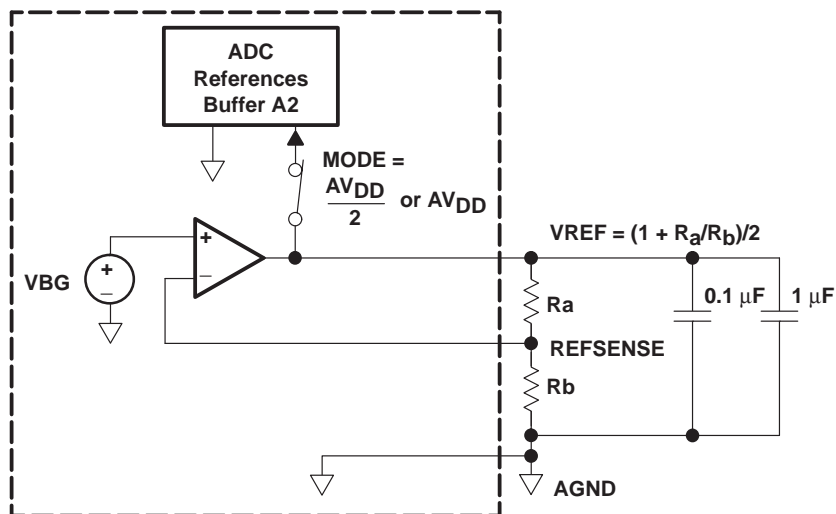 ADC
References
Buffer A2
MODE =
AVDD
2
or AVDD
VREF = (1 + Ra/Rb)/2
+
−
VBG
+
−
Ra
0.1 μF
1 μF
REFSENSE
Rb
AGND